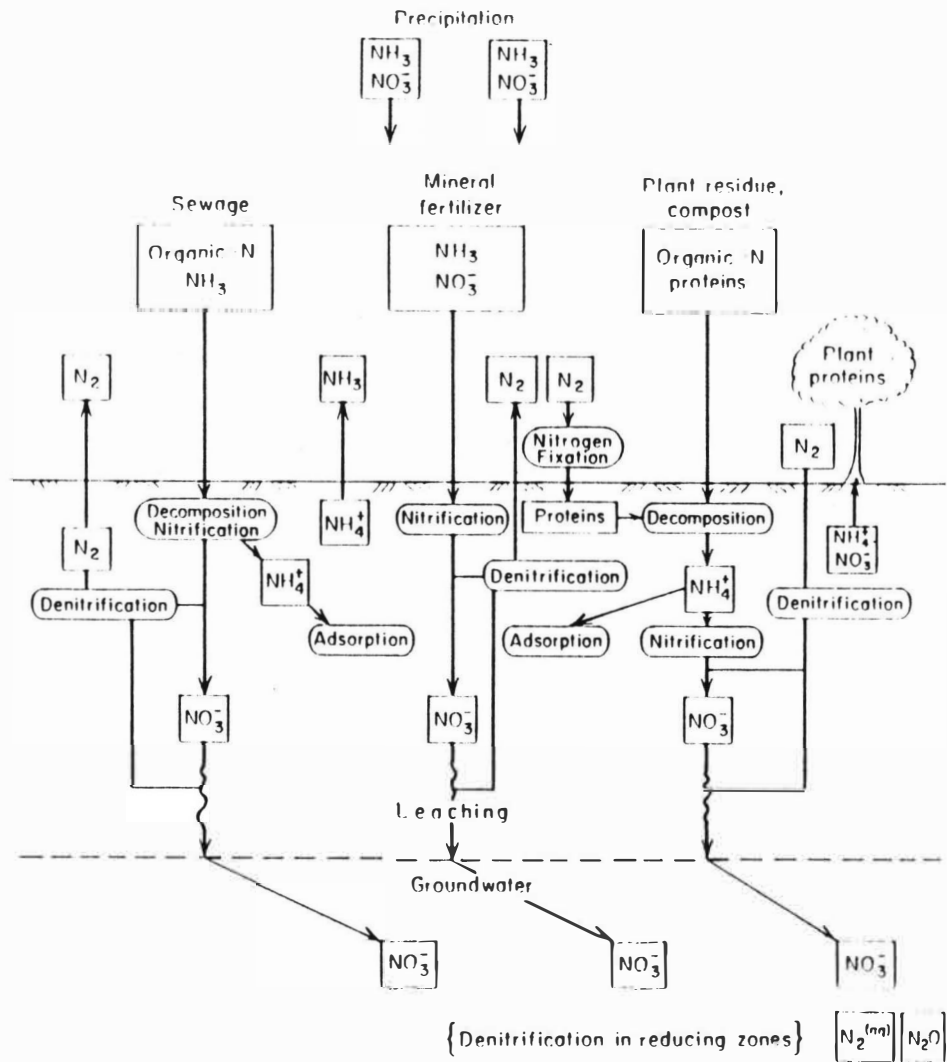 Precipitation
NH₃ NH₃
NO₃⁻ NO₃⁻
Sewage
Mineral
fertilizer
Plant residue,
compost
Organic N
NH₃
NH₃
NO₃⁻
Organic N
proteins
Plant
proteins
N₂
NH₃
N₂
N₂
N₂
Nitrogen
Fixation
Decomposition
Nitrification
NH₄⁺
Nitrification
Proteins
Decomposition
NH₄⁺
NO₃⁻
N₂
NH₄⁺
NH₄⁺
Denitrification
Denitrification
Denitrification
Adsorption
Adsorption
Nitrification
NO₃⁻
NO₃⁻
NO₃⁻
Leaching
Groundwater
NO₃⁻
NO₃⁻
NO₃⁻
{Denitrification in reducing zones}
N₂ N₂O